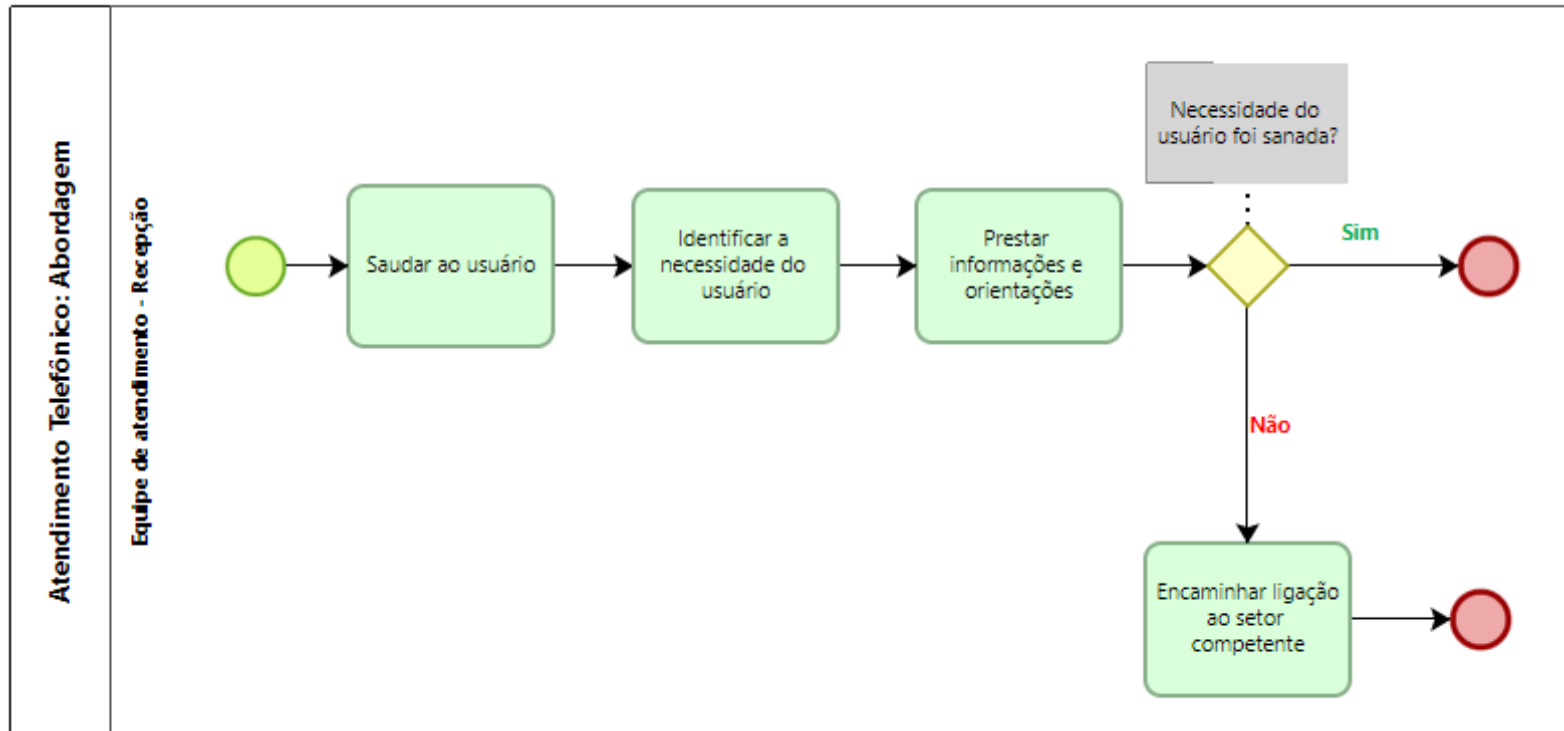 Atendimento Telefônico: Abordagem
Equipe de atendimento - Recepção
Saudar ao usuário
Identificar a
necessidade do
usuário
Prestar
informações e
orientações
Necessidade do
usuário foi sanada?
Sim
Não
Encaminhar ligação
ao setor
competente